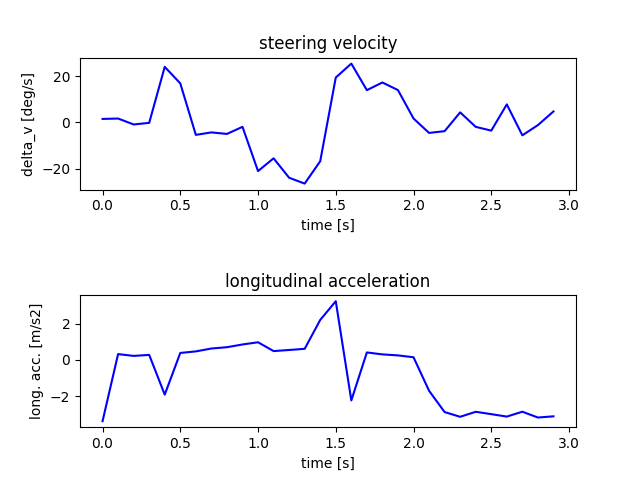 steering velocity
delta_v [deg/s]
20
0
−20
0.0 0.5 1.0 1.5 2.0 2.5 3.0
time [s]
longitudinal acceleration
long. acc. [m/s2]
2
0
−2
0.0 0.5 1.0 1.5 2.0 2.5 3.0
time [s]